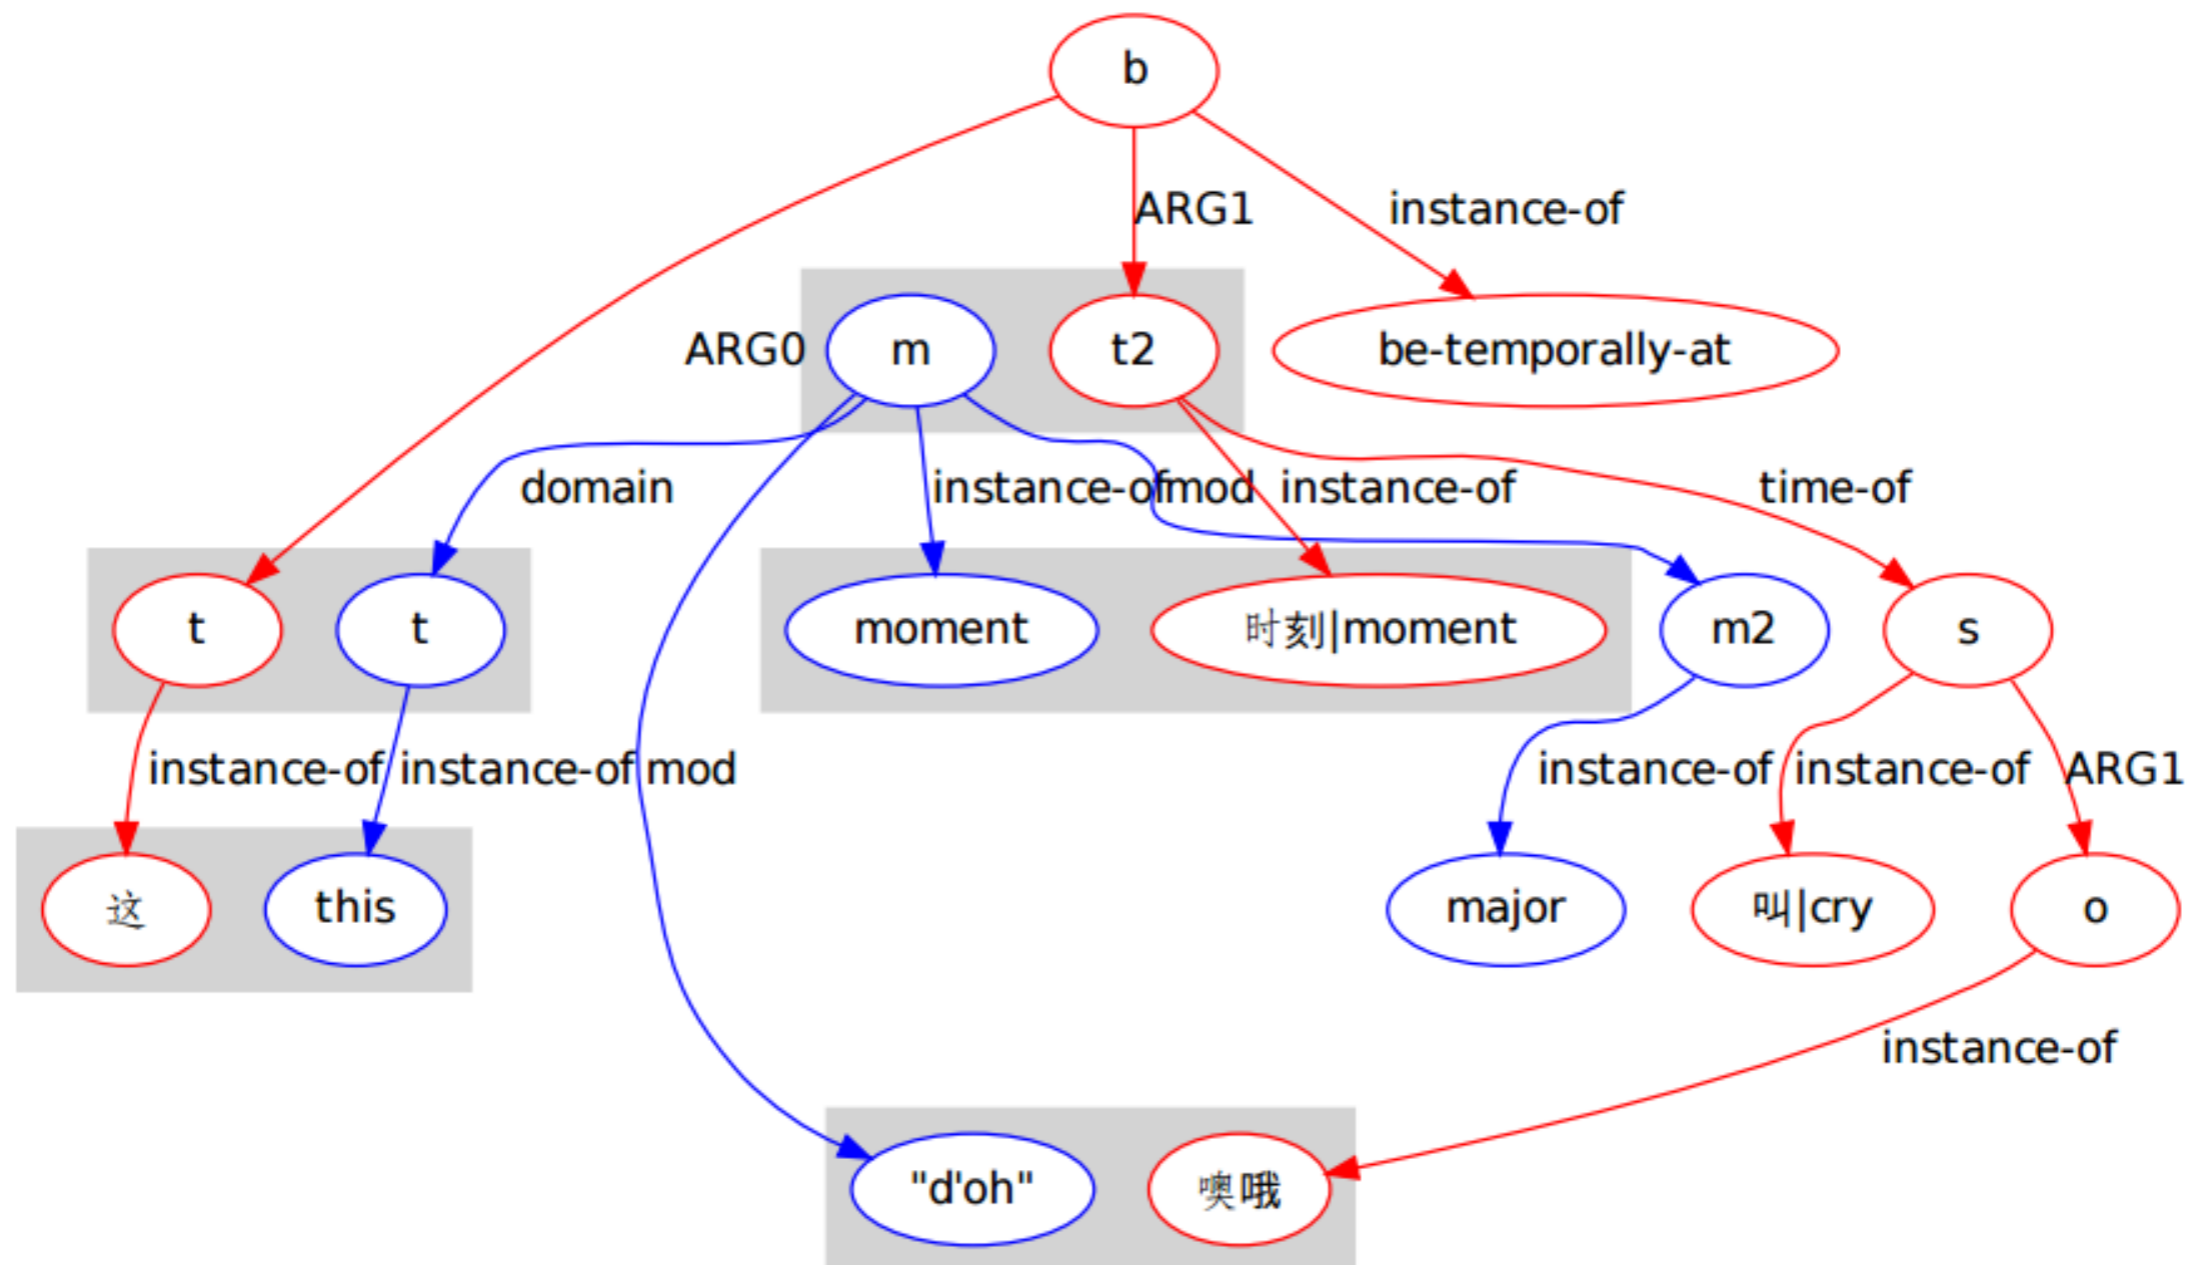 b
ARG1 instance-of
ARG0 m t2 be-temporally-at
domain instance-of mod instance-of time-of
t t moment 时刻|moment m2 s
instance-of instance-of mod instance-of instance-of ARG1
这 this major 叫|cry o
instance-of
"d'oh" 噢哦